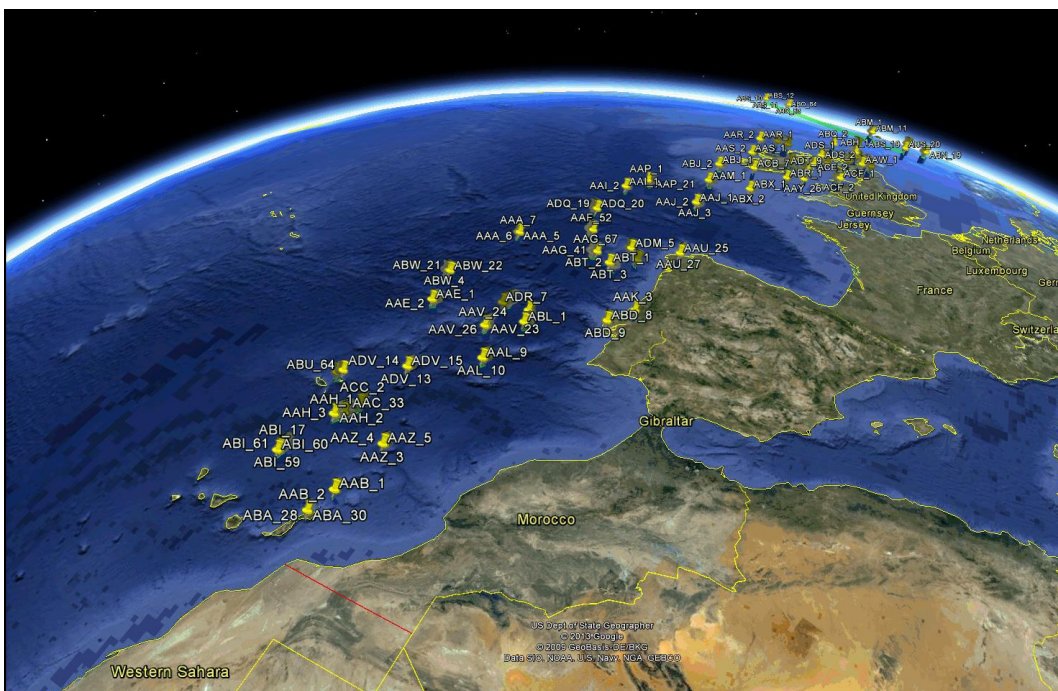 ABS_12
AAR_2 AAR_1
ABQ_2
ABM_1
ABM_11
AAS_2 AAS_1
ADS_1
ADS_2
ABJ_2 ABJ_1
ACB_7
AAW_1
AAP_1
AAI_2
AAP_21
AAM_1
ABX_1
ABX_2
AAY_26
ACF_1
ACF_2
United Kingdom
ADQ_19 ADQ_20
AAJ_2 AAJ_1
AAJ_3
Guernsey
Jersey
AAA_7
AAF_52
AAA_6 AAA_5
AAG_67
AAG_41
ADM_5
AAU_25
AAU_27
ABT_1
ABT_2
ABT_3
Netherlands
Belgium
Luxembourg
France
ABW_21 ABW_22
ABW_4
AAE_1
AAE_2
ADR_7
AAK_3
AAV_24
ABL_1
AAV_26 AAV_23
ABD_8
ABD_9
AAL_9
AAL_10
ABU_64 ADV_14 ADV_15
ADV_13
ACC_2
AAH_1 AAC_33
AAH_3
AAH_2
Gibraltar
ABI_17
ABI_61 ABI_60
ABI_59
AAZ_4 AAZ_5
AAZ_3
AAB_1
AAB_2
ABA_28 ABA_30
Morocco
US Dept of State Geographer
© 2013 Google
© 2009 GeoBasis-DE/BKG
Data SIO, NOAA, U.S. Navy, NGA, GEBCO
Western Sahara